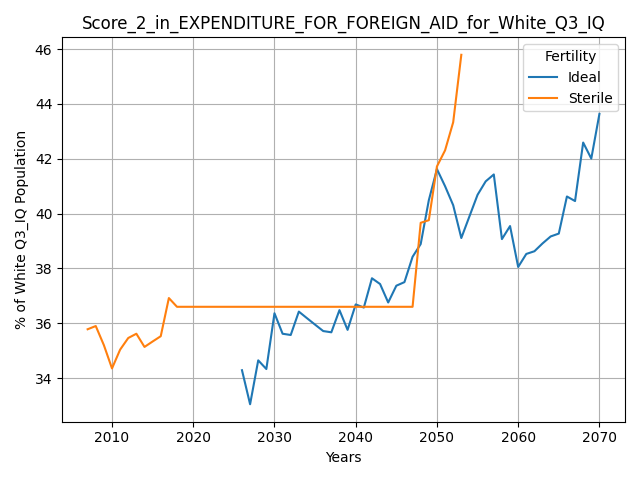 Score_2_in_EXPENDITURE_FOR_FOREIGN_AID_for_White_Q3_IQ
46
44
42
40
38
36
34
% of White Q3_IQ Population
Fertility
Ideal
Sterile
2010 2020 2030 2040 2050 2060 2070
Years